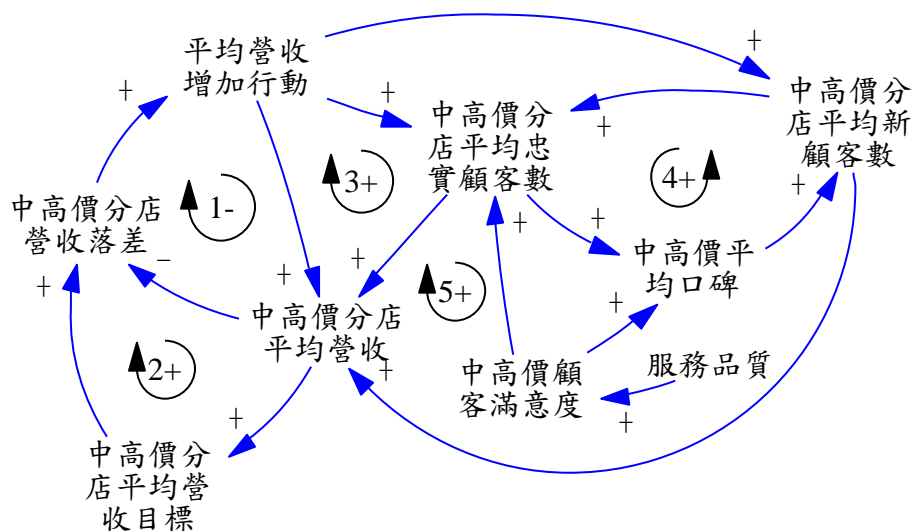 平均營收
增加行動
+
+
+
+
中高價分
店平均忠
實顧客數
中高價分
店平均新
顧客數
+
3+
4+
+
中高價分店
營收落差
1-
+
+
中高價平
均口碑
+
−
+
+
5+
+
中高價分店
平均營收
+
2+
中高價顧
客滿意度
服務品質
+
+
中高價分
店平均營
收目標